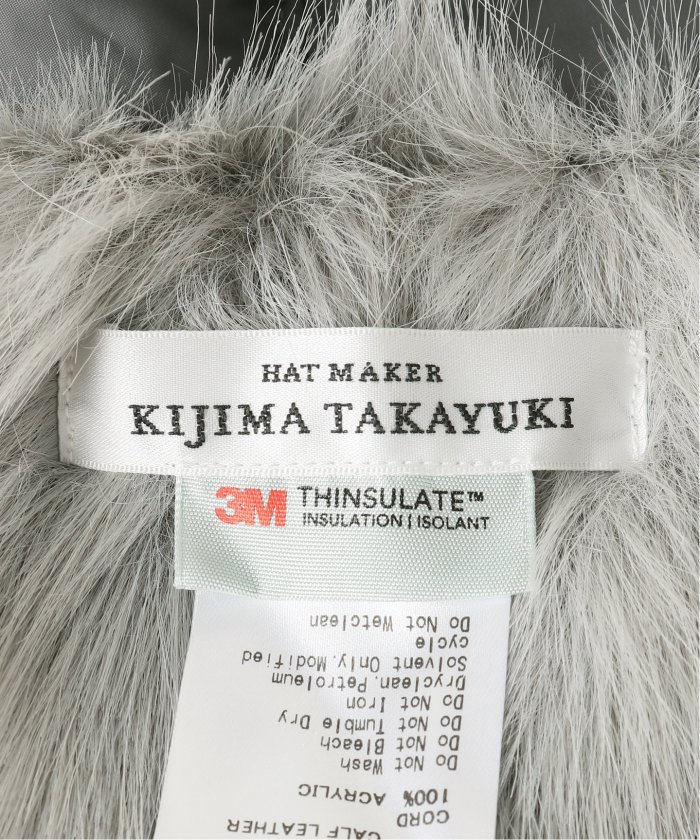 HAT MAKER
KIJIMA TAKAYUKI
3M THINSULATE™
INSULATION | ISOLANT
CALF LEATHER
CORD
100% ACRYLIC
Do Not Wash
Do Not Bleach
Do Not Tumble Dry
Do Not Iron
Dryclean,Petroleum
Solvent Only,Modified
cycle
Do Not Wetclean